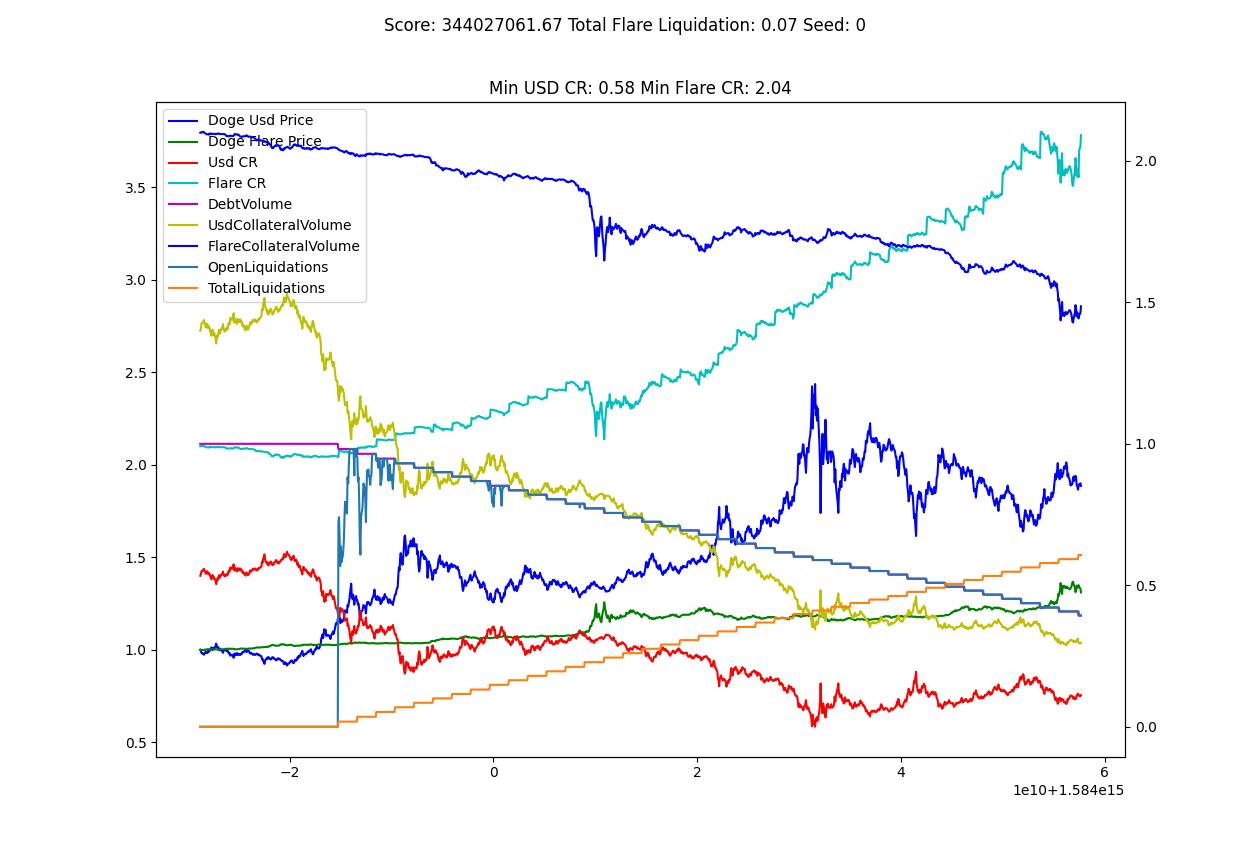 Score: 344027061.67 Total Flare Liquidation: 0.07 Seed: 0
Min USD CR: 0.58 Min Flare CR: 2.04
Doge Usd Price
Doge Flare Price
Usd CR
Flare CR
DebtVolume
UsdCollateralVolume
FlareCollateralVolume
OpenLiquidations
TotalLiquidations
3.5
3.0
2.5
2.0
1.5
1.0
0.5
2.0
1.5
1.0
0.5
0.0
−2
0
2
4
6
1e10+1.584e15